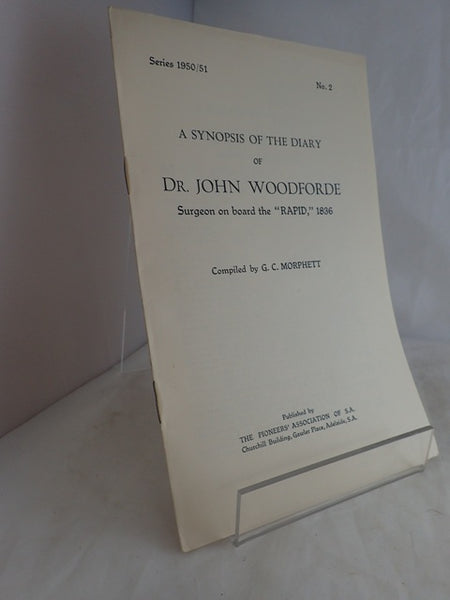 Series 1950/51
No. 2
A SYNOPSIS OF THE DIARY
OF
DR. JOHN WOODFORDE
Surgeon on board the "RAPID," 1836
Compiled by G. C. MORPHETT
Published by
THE PIONEERS' ASSOCIATION OF S.A.
Churchill Building, Gawler Place, Adelaide, S.A.